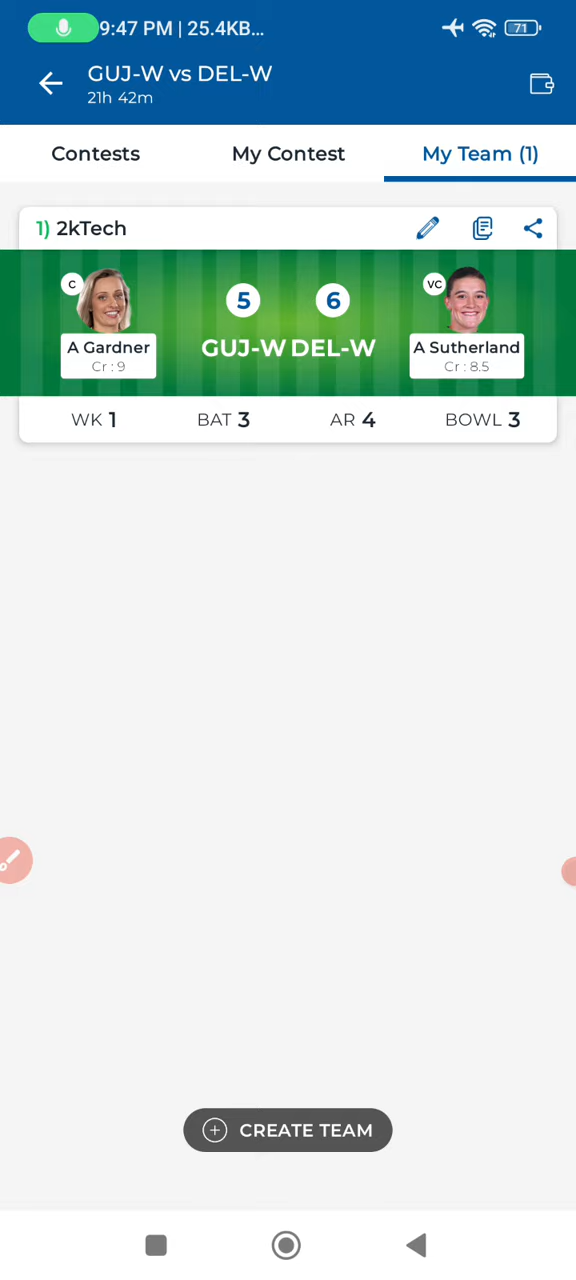 9:47 PM | 25.4KB...
71
GUJ-W vs DEL-W
21h 42m
Contests My Contest My Team (1)
1) 2kTech
C 5 6 VC
A Gardner GUJ-W DEL-W A Sutherland
Cr : 9 Cr : 8.5
WK 1 BAT 3 AR 4 BOWL 3
CREATE TEAM